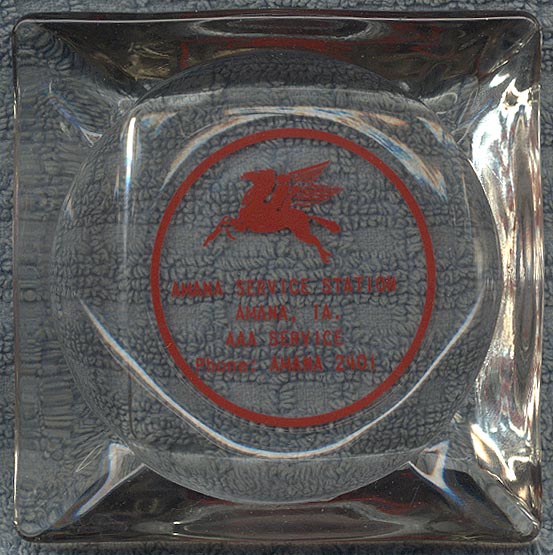 AMANA SERVICE STATION
AMANA, IA.
AAA SERVICE
Phone: AMANA 2401